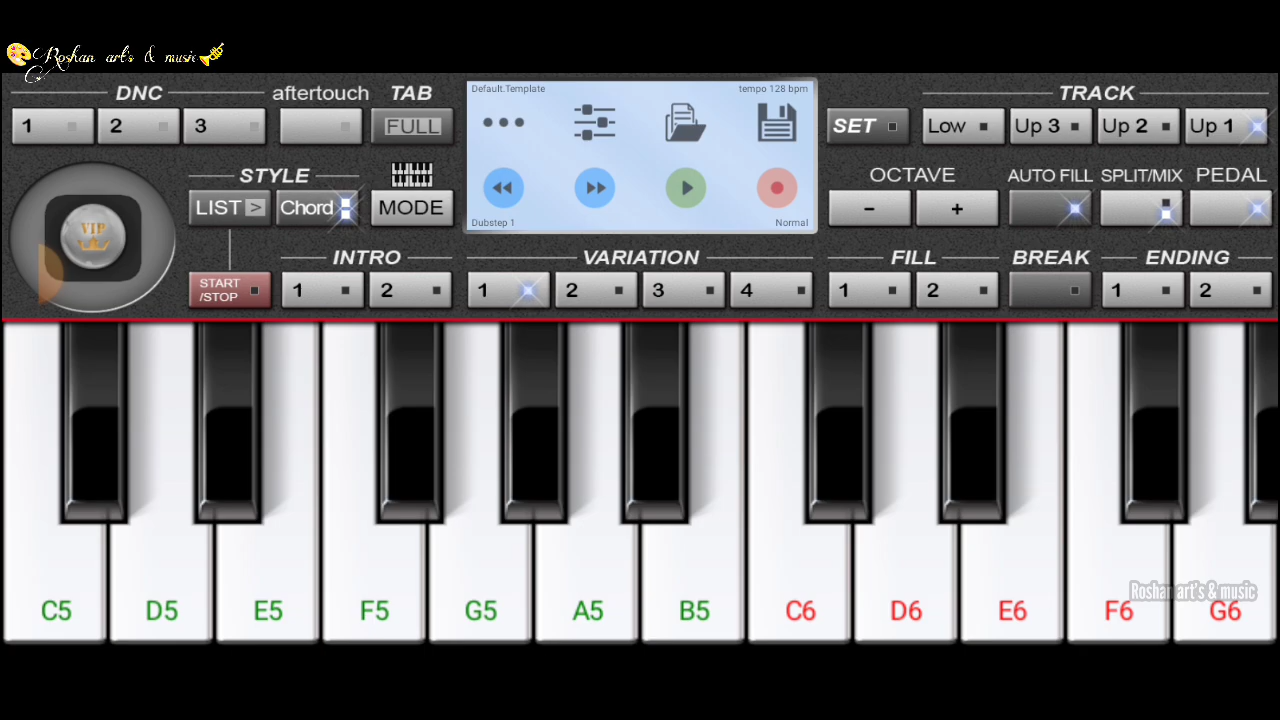 Roshan art's & music
DNC aftertouch TAB
1 2 3 FULL
Default.Template tempo 128 bpm
TRACK
SET Low Up 3 Up 2 Up 1
STYLE
LIST > Chord MODE
OCTAVE AUTO FILL SPLIT/MIX PEDAL
- +
VIP
Dubstep 1 Normal
INTRO VARIATION FILL BREAK ENDING
START
/STOP
1 2 1 2 3 4 1 2 1 2
Roshan art's & music
C5 D5 E5 F5 G5 A5 B5 C6 D6 E6 F6 G6